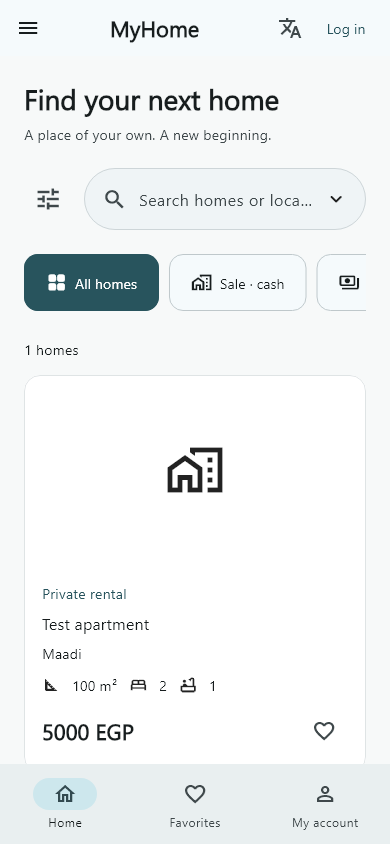 MyHome
Log in
Find your next home
A place of your own. A new beginning.
Search homes or loca...
All homes
Sale · cash
1 homes
Private rental
Test apartment
Maadi
100 m² 2 1
5000 EGP
Home
Favorites
My account